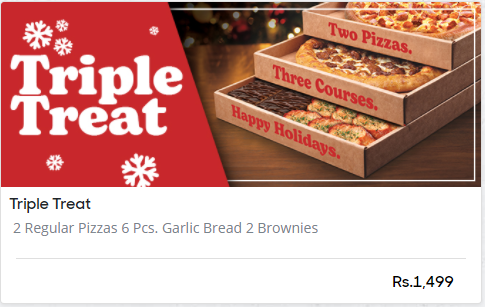 Triple
Treat
Two Pizzas.
Three Courses.
Happy Holidays.
Triple Treat
2 Regular Pizzas 6 Pcs. Garlic Bread 2 Brownies
Rs.1,499